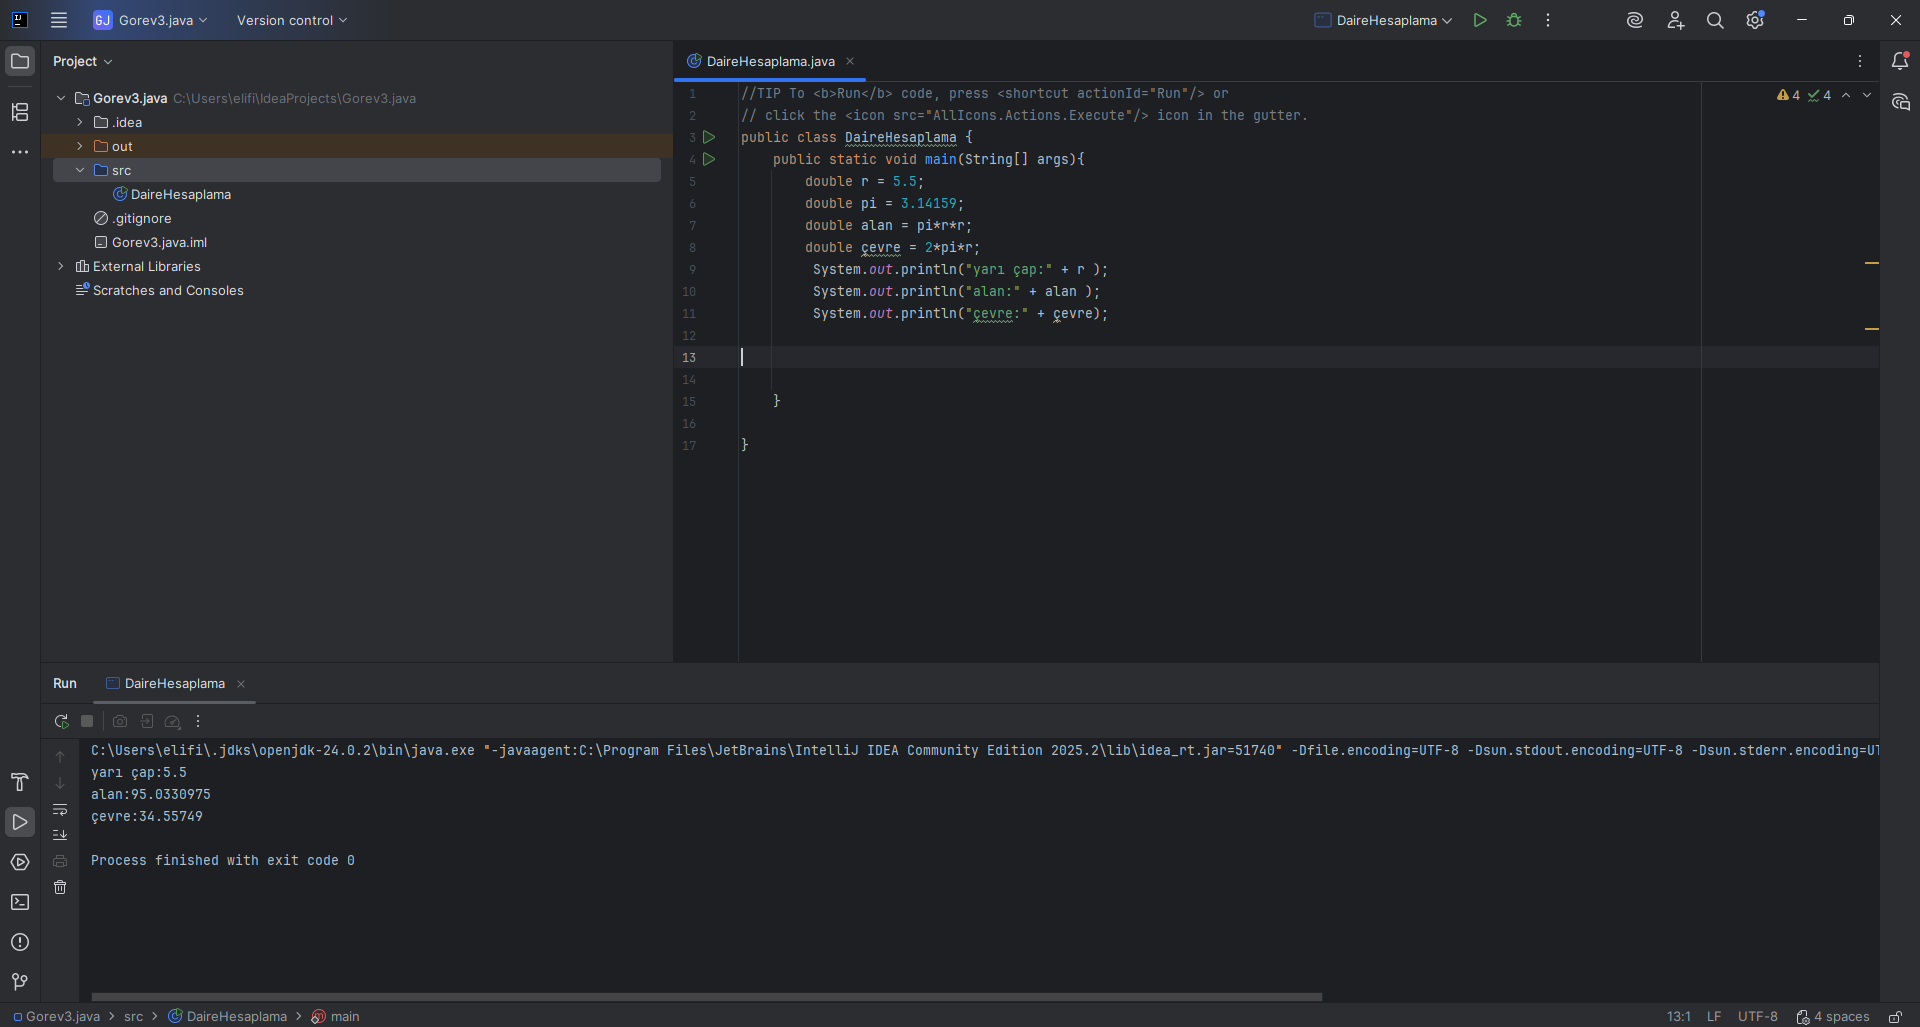 GJ Gorev3.java Version control DaireHesaplama
Project
DaireHesaplama.java
Gorev3.java C:\Users\elifi\IdeaProjects\Gorev3.java
.idea
out
src
DaireHesaplama
.gitignore
Gorev3.java.iml
External Libraries
Scratches and Consoles
4 4
1 //TIP To <b>Run</b> code, press <shortcut actionId="Run"/> or
2 // click the <icon src="AllIcons.Actions.Execute"/> icon in the gutter.
3 public class DaireHesaplama {
4 public static void main(String[] args){
5 double r = 5.5;
6 double pi = 3.14159;
7 double alan = pi*r*r;
8 double çevre = 2*pi*r;
9 System.out.println("yarı çap:" + r );
10 System.out.println("alan:" + alan );
11 System.out.println("çevre:" + çevre);
12
13
14
15 }
16
17 }
Run DaireHesaplama
C:\Users\elifi\.jdks\openjdk-24.0.2\bin\java.exe "-javaagent:C:\Program Files\JetBrains\IntelliJ IDEA Community Edition 2025.2\lib\idea_rt.jar=51740" -Dfile.encoding=UTF-8 -Dsun.stdout.encoding=UTF-8 -Dsun.stderr.encoding=UT
yarı çap:5.5
alan:95.0330975
çevre:34.55749
Process finished with exit code 0
Gorev3.java > src > DaireHesaplama > main 13:1 LF UTF-8 4 spaces